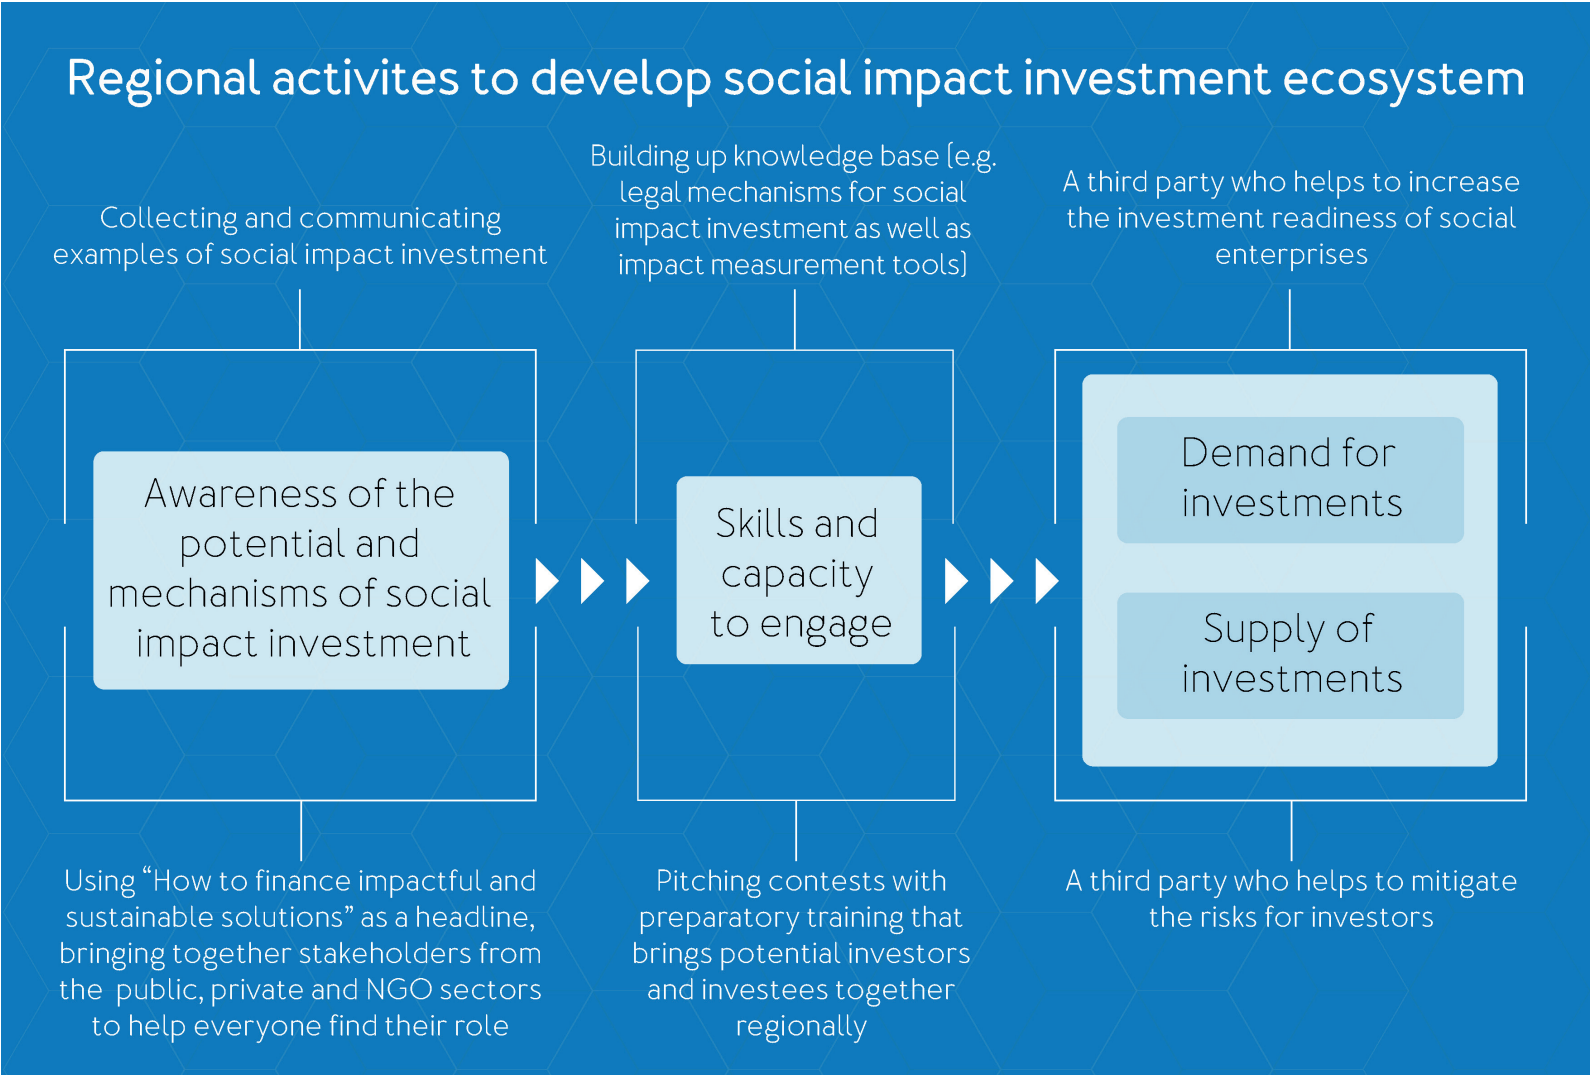 Regional activites to develop social impact investment ecosystem
Collecting and communicating
examples of social impact investment
Building up knowledge base (e.g.
legal mechanisms for social
impact investment as well as
impact measurement tools)
A third party who helps to increase
the investment readiness of social
enterprises
Awareness of the
potential and
mechanisms of social
impact investment
Skills and
capacity
to engage
Demand for
investments
Supply of
investments
Using “How to finance impactful and
sustainable solutions” as a headline,
bringing together stakeholders from
the public, private and NGO sectors
to help everyone find their role
Pitching contests with
preparatory training that
brings potential investors
and investees together
regionally
A third party who helps to mitigate
the risks for investors